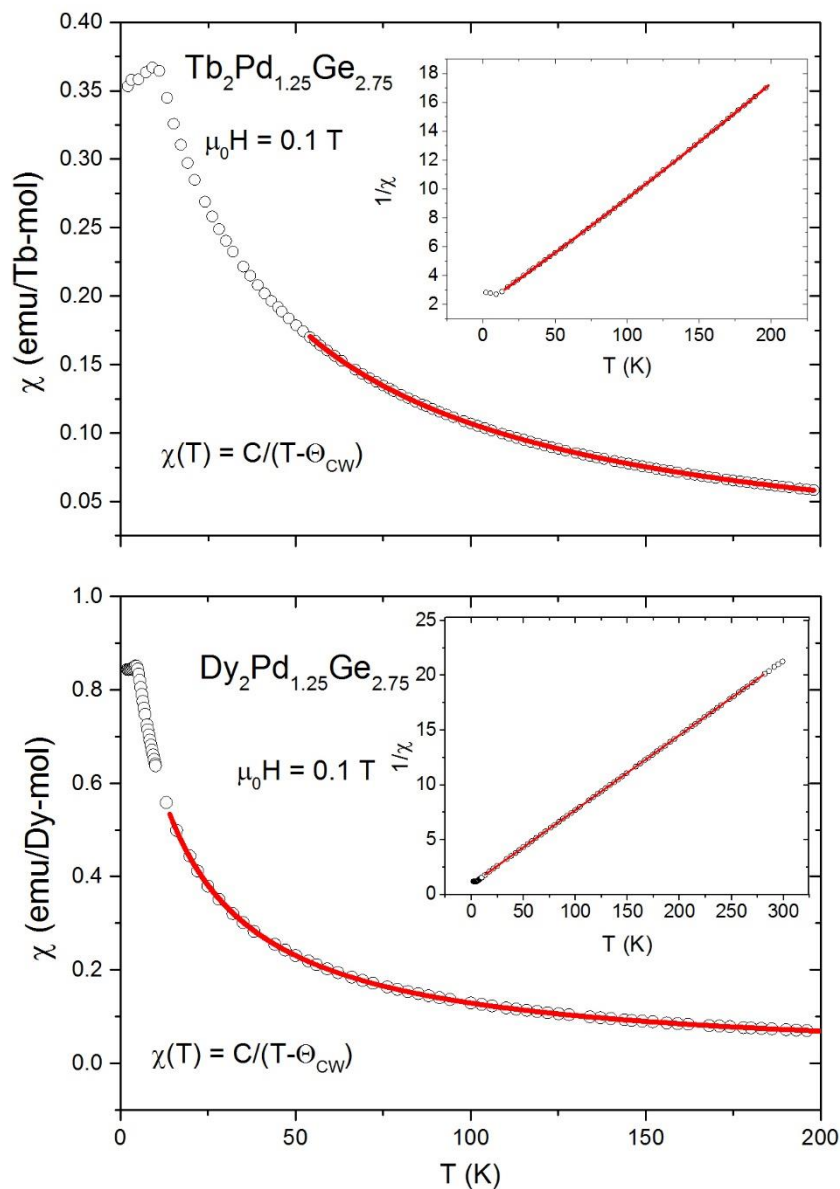 0.40
0.35
0.30
0.25
0.20
0.15
0.10
0.05
χ (emu/Tb-mol)
Tb₂Pd₁.₂₅Ge₂.₇₅
μ₀H = 0.1 T
χ(T) = C/(T-Θ_CW)
18
16
14
12
10
8
6
4
2
1/χ
0 50 100 150 200
T (K)
1.0
0.8
0.6
0.4
0.2
0.0
χ (emu/Dy-mol)
Dy₂Pd₁.₂₅Ge₂.₇₅
μ₀H = 0.1 T
χ(T) = C/(T-Θ_CW)
25
20
15
10
5
0
1/χ
0 50 100 150 200 250 300
T (K)
0 50 100 150 200
T (K)